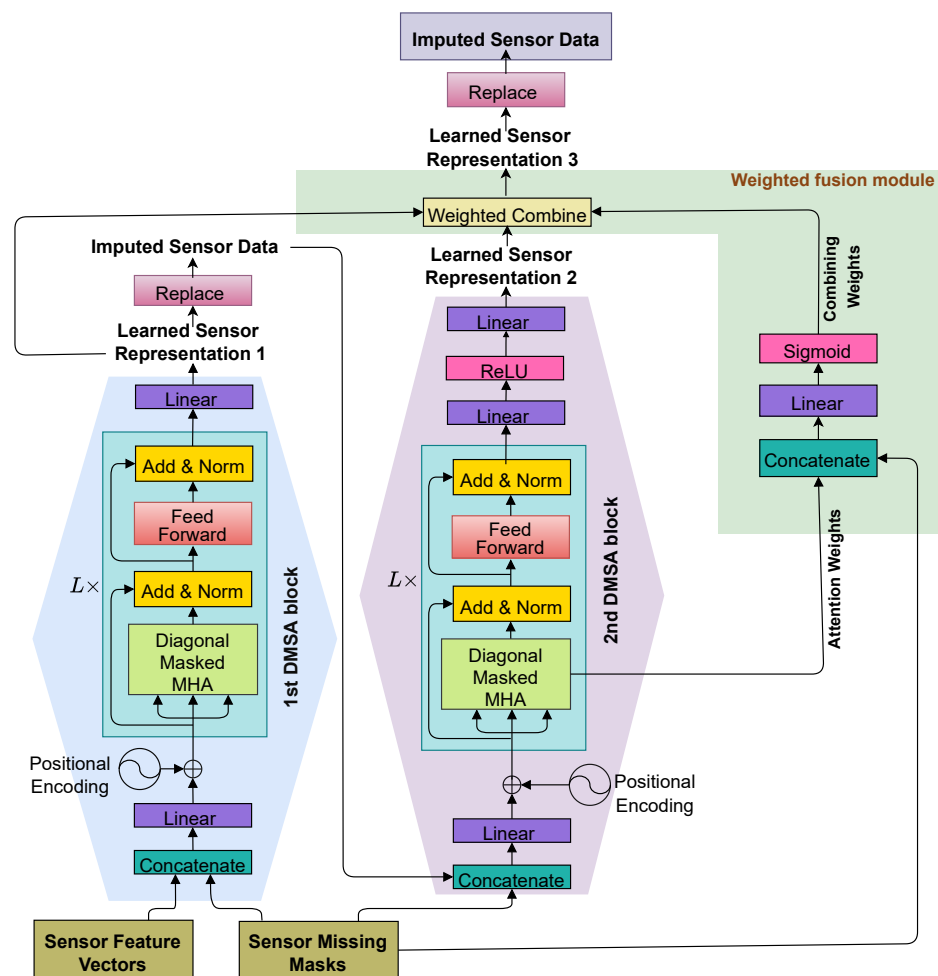 Imputed Sensor Data
Replace
Learned Sensor
Representation 3
Weighted fusion module
Weighted Combine
Imputed Sensor Data
Replace
Learned Sensor
Representation 1
Linear
Add & Norm
Feed
Forward
Add & Norm
L×
Diagonal
Masked
MHA
1st DMSA block
Positional
Encoding
Linear
Concatenate
Learned Sensor
Representation 2
Linear
ReLU
Linear
Add & Norm
Feed
Forward
Add & Norm
L×
Diagonal
Masked
MHA
2nd DMSA block
Positional
Encoding
Linear
Concatenate
Combining
Weights
Sigmoid
Linear
Concatenate
Attention Weights
Sensor Feature
Vectors
Sensor Missing
Masks